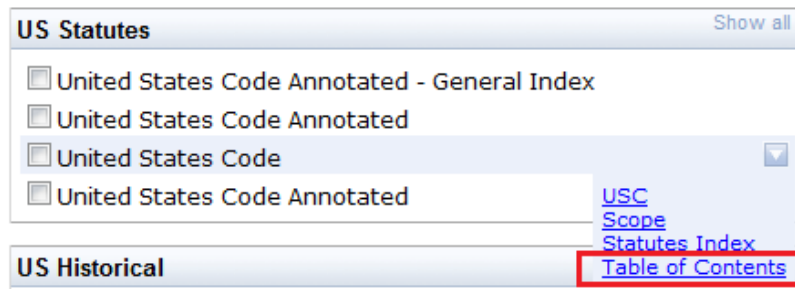 US Statutes Show all
United States Code Annotated - General Index
United States Code Annotated
United States Code
United States Code Annotated
USC
Scope
Statutes Index
Table of Contents
US Historical